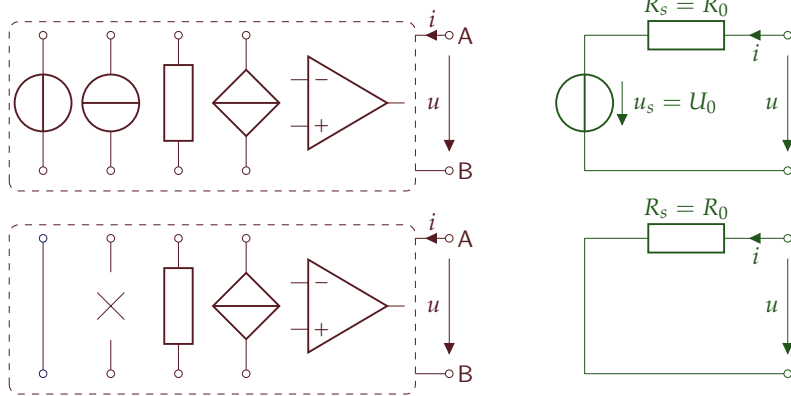 i
A
R_s = R_0
i
−
+
u
u_s = U_0
u
B
i
A
R_s = R_0
i
−
+
u
u
B